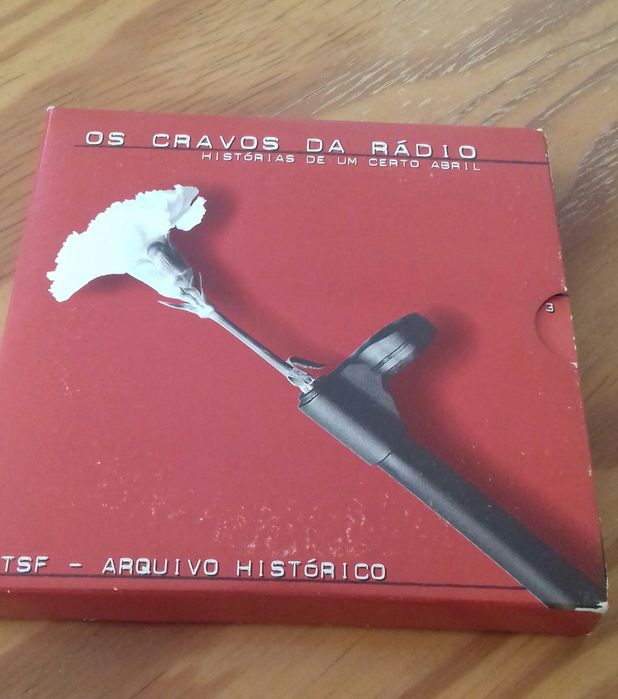 OS CRAVOS DA RÁDIO
HISTÓRIAS DE UM CERTO ABRIL
3
TSF - ARQUIVO HISTÓRICO